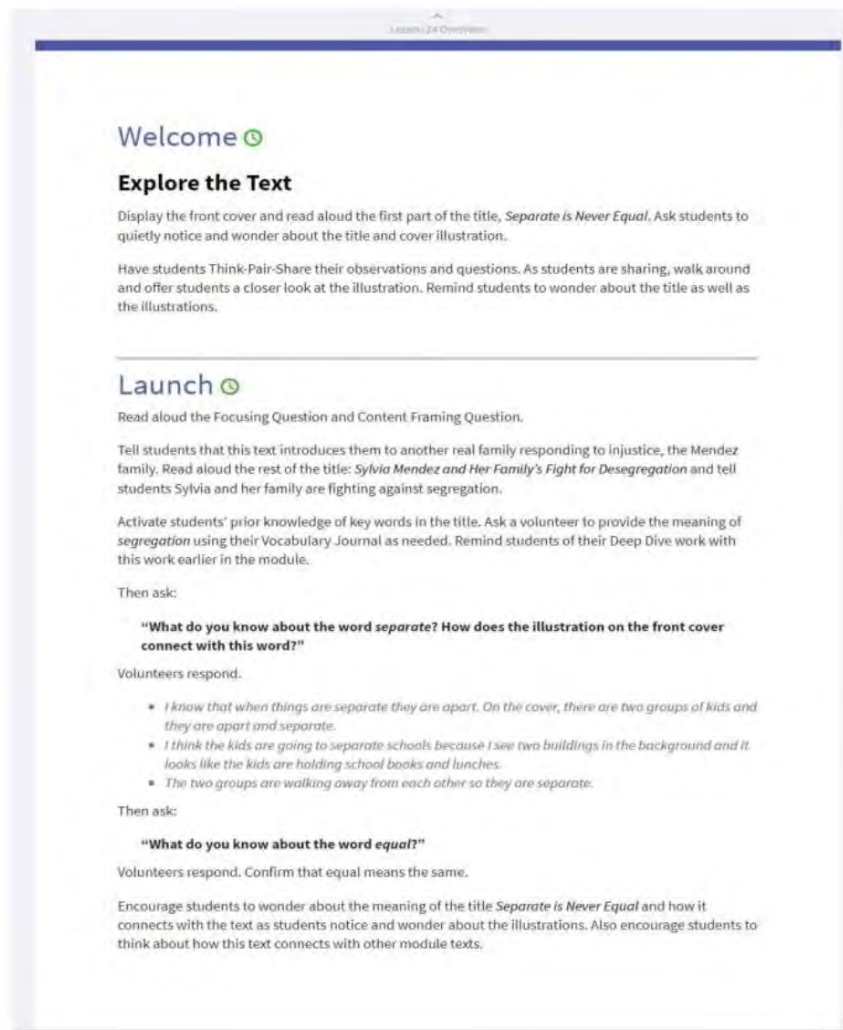 Lesson 24 Overview
Welcome
Explore the Text
Display the front cover and read aloud the first part of the title, Separate is Never Equal. Ask students to
quietly notice and wonder about the title and cover illustration.
Have students Think-Pair-Share their observations and questions. As students are sharing, walk around
and offer students a closer look at the illustration. Remind students to wonder about the title as well as
the illustrations.
Launch
Read aloud the Focusing Question and Content Framing Question.
Tell students that this text introduces them to another real family responding to injustice, the Mendez
family. Read aloud the rest of the title: Sylvia Mendez and Her Family's Fight for Desegregation and tell
students Sylvia and her family are fighting against segregation.
Activate students' prior knowledge of key words in the title. Ask a volunteer to provide the meaning of
segregation using their Vocabulary Journal as needed. Remind students of their Deep Dive work with
this work earlier in the module.
Then ask:
"What do you know about the word separate? How does the illustration on the front cover
connect with this word?"
Volunteers respond.
▪ I know that when things are separate they are apart. On the cover, there are two groups of kids and
they are apart and separate.
▪ I think the kids are going to separate schools because I see two buildings in the background and it
looks like the kids are holding school books and lunches.
▪ The two groups are walking away from each other so they are separate.
Then ask:
"What do you know about the word equal?"
Volunteers respond. Confirm that equal means the same.
Encourage students to wonder about the meaning of the title Separate is Never Equal and how it
connects with the text as students notice and wonder about the illustrations. Also encourage students to
think about how this text connects with other module texts.